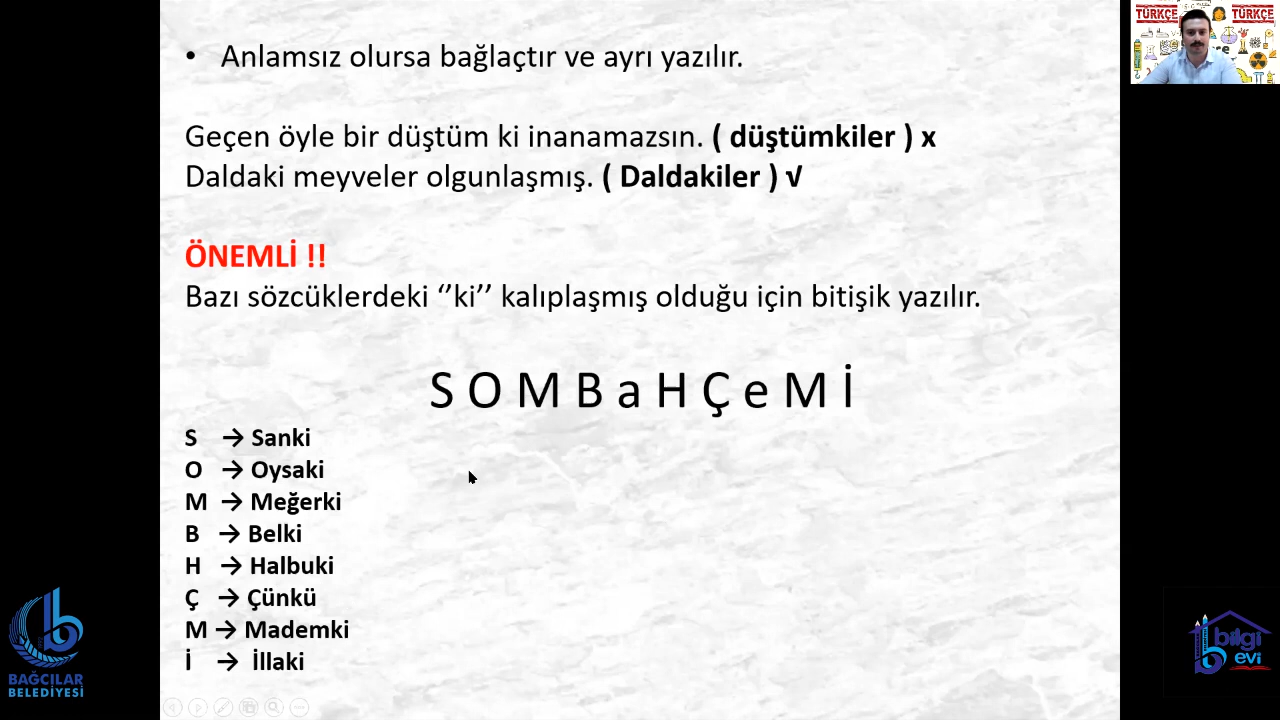 • Anlamsız olursa bağlaçtır ve ayrı yazılır.
Geçen öyle bir düştüm ki inanamazsın. ( düştümkiler ) x
Daldaki meyveler olgunlaşmış. ( Daldakiler ) √
ÖNEMLİ !!
Bazı sözcüklerdeki ‘’ki’’ kalıplaşmış olduğu için bitişik yazılır.
S O M B a H Ç e M İ
S → Sanki
O → Oysaki
M → Meğerki
B → Belki
H → Halbuki
Ç → Çünkü
M → Mademki
İ → İllaki
TÜRKÇE
TÜRKÇE
BAĞCILAR
BELEDİYESİ
bilgi
evi